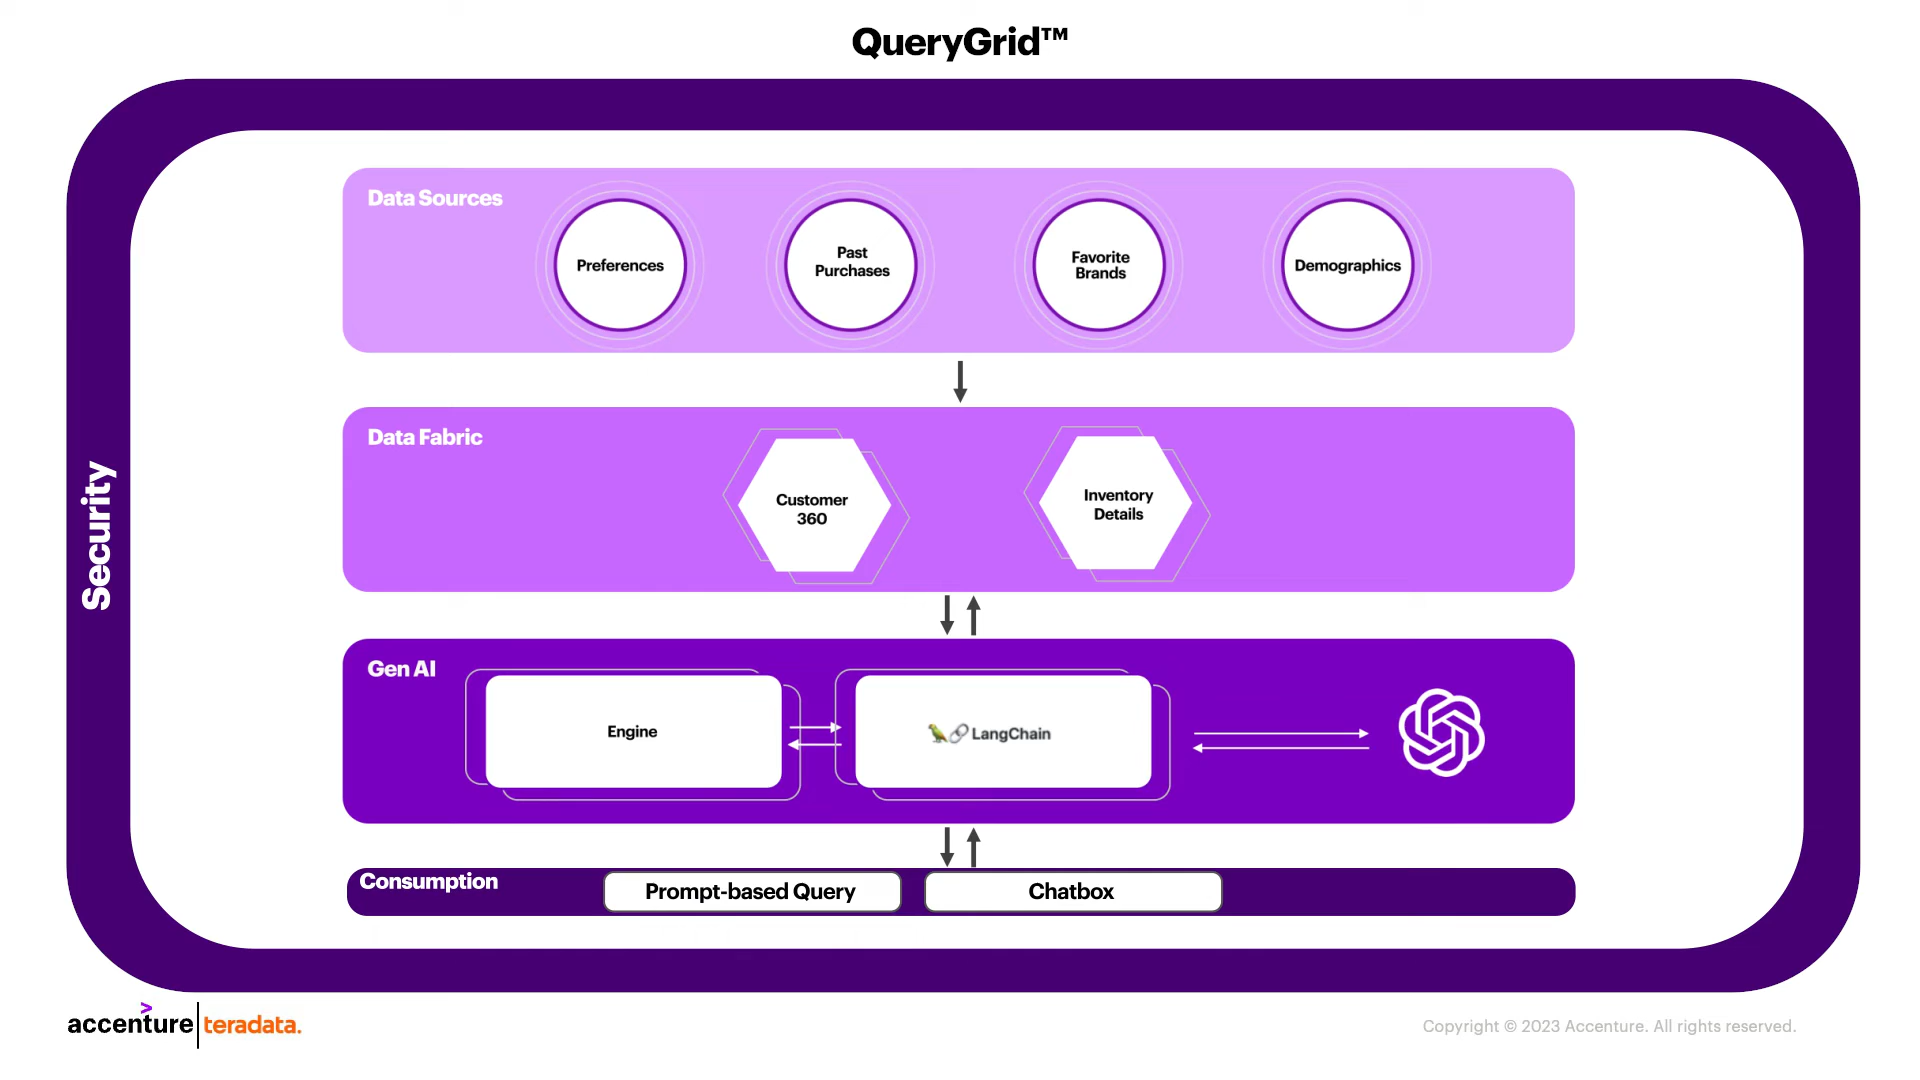 QueryGrid™
Security
Data Sources
Preferences
Past
Purchases
Favorite
Brands
Demographics
Data Fabric
Customer
360
Inventory
Details
Gen AI
Engine
LangChain
Consumption
Prompt-based Query
Chatbox
accenture
teradata.
Copyright © 2023 Accenture. All rights reserved.